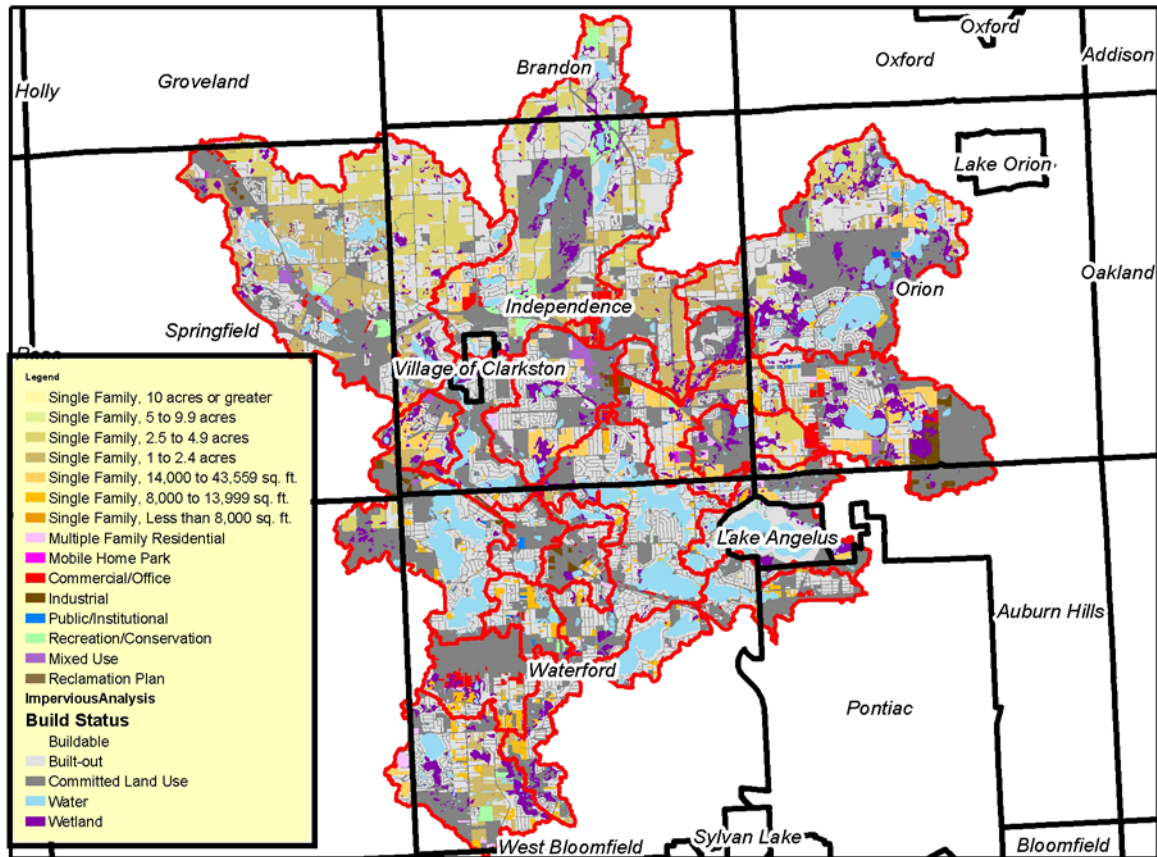 Oxford
Oxford
Addison
Brandon
Groveland
Holly
Lake Orion
Oakland
Orion
Independence
Springfield
Village of Clarkston
Legend
Single Family, 10 acres or greater
Single Family, 5 to 9.9 acres
Single Family, 2.5 to 4.9 acres
Single Family, 1 to 2.4 acres
Single Family, 14,000 to 43,559 sq. ft.
Single Family, 8,000 to 13,999 sq. ft.
Single Family, Less than 8,000 sq. ft.
Multiple Family Residential
Mobile Home Park
Commercial/Office
Industrial
Public/Institutional
Recreation/Conservation
Mixed Use
Reclamation Plan
ImperviousAnalysis
Build Status
Buildable
Built-out
Committed Land Use
Water
Wetland
Lake Angelus
Auburn Hills
Waterford
Pontiac
Sylvan Lake
West Bloomfield
Bloomfield